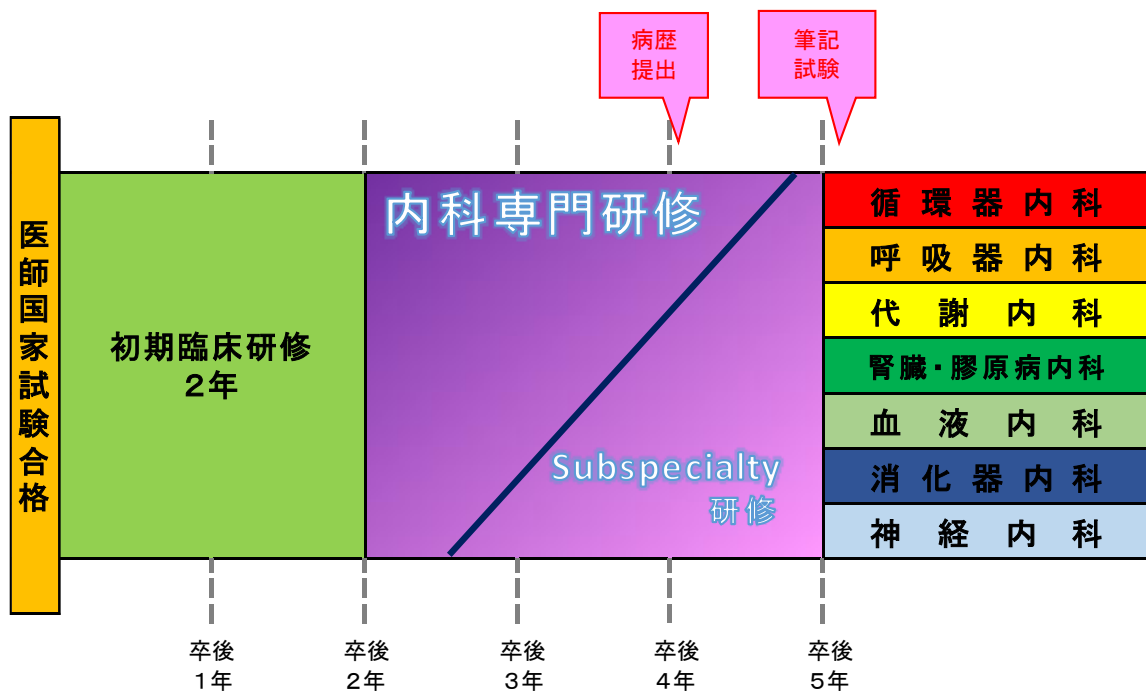 病歴
提出
筆記
試験
医師国家試験合格
初期臨床研修
2年
内科専門研修
Subspecialty
研修
循環器内科
呼吸器内科
代謝内科
腎臓・膠原病内科
血液内科
消化器内科
神経内科
卒後
1年
卒後
2年
卒後
3年
卒後
4年
卒後
5年